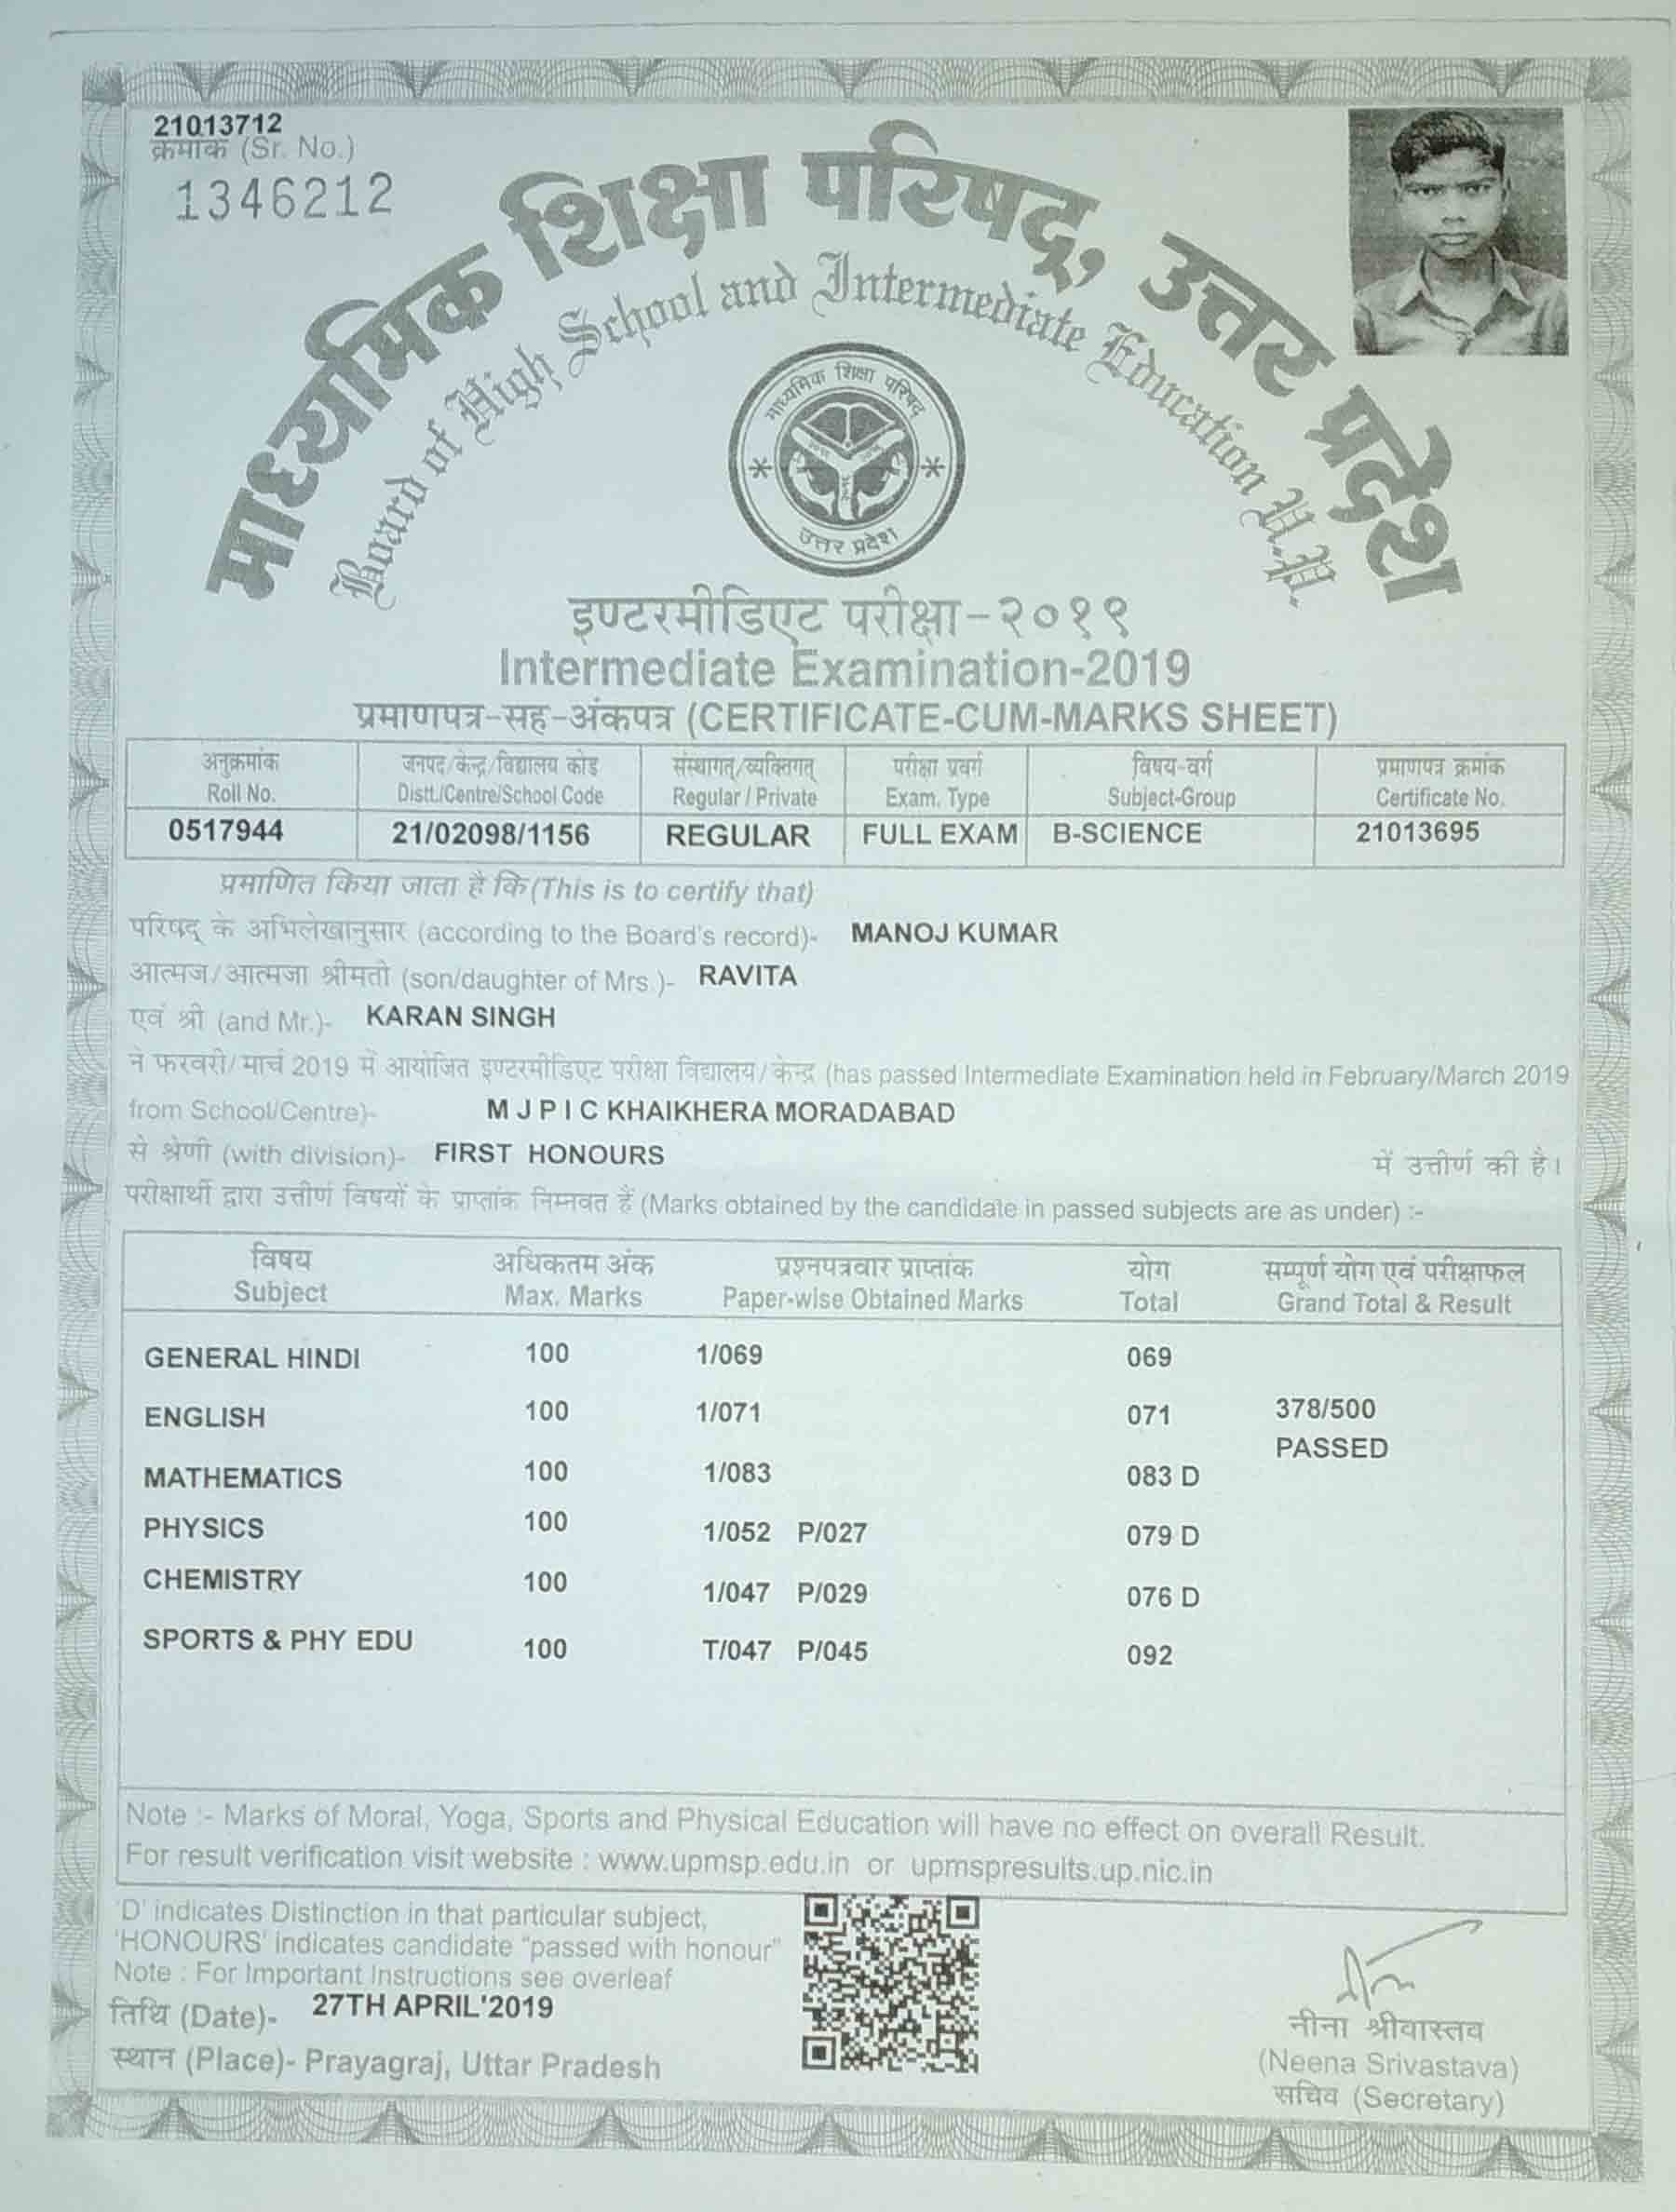 21013712
क्रमांक (Sr. No.)
1346212
माध्यमिक शिक्षा परिषद्, उत्तर प्रदेश
Board of High School and Intermediate Education U.P.
माध्यमिक शिक्षा परिषद
उत्तर प्रदेश
इण्टरमीडिएट परीक्षा-२०१९
Intermediate Examination-2019
प्रमाणपत्र-सह-अंकपत्र (CERTIFICATE-CUM-MARKS SHEET)
अनुक्रमांक जनपद/केन्द्र/विद्यालय कोड संस्थागत्/व्यक्तिगत् परीक्षा प्रवर्ग विषय-वर्ग प्रमाणपत्र क्रमांक
Roll No. Distt./Centre/School Code Regular / Private Exam. Type Subject-Group Certificate No.
0517944 21/02098/1156 REGULAR FULL EXAM B-SCIENCE 21013695
प्रमाणित किया जाता है कि (This is to certify that)
परिषद् के अभिलेखानुसार (according to the Board's record)- MANOJ KUMAR
आत्मज/आत्मजा श्रीमती (son/daughter of Mrs.)- RAVITA
एवं श्री (and Mr.)- KARAN SINGH
ने फरवरी/मार्च 2019 में आयोजित इण्टरमीडिएट परीक्षा विद्यालय/केन्द्र (has passed Intermediate Examination held in February/March 2019
from School/Centre)- M J P I C KHAIKHERA MORADABAD
से श्रेणी (with division)- FIRST HONOURS में उत्तीर्ण की है।
परीक्षार्थी द्वारा उत्तीर्ण विषयों के प्राप्तांक निम्नवत हैं (Marks obtained by the candidate in passed subjects are as under) :-
विषय अधिकतम अंक प्रश्नपत्रवार प्राप्तांक योग सम्पूर्ण योग एवं परीक्षाफल
Subject Max. Marks Paper-wise Obtained Marks Total Grand Total & Result
GENERAL HINDI 100 1/069 069
ENGLISH 100 1/071 071 378/500
PASSED
MATHEMATICS 100 1/083 083 D
PHYSICS 100 1/052 P/027 079 D
CHEMISTRY 100 1/047 P/029 076 D
SPORTS & PHY EDU 100 T/047 P/045 092
Note :- Marks of Moral, Yoga, Sports and Physical Education will have no effect on overall Result.
For result verification visit website : www.upmsp.edu.in or upmspresults.up.nic.in
'D' indicates Distinction in that particular subject,
'HONOURS' indicates candidate "passed with honour"
Note : For Important Instructions see overleaf
तिथि (Date)- 27TH APRIL'2019
स्थान (Place)- Prayagraj, Uttar Pradesh
नीना श्रीवास्तव
(Neena Srivastava)
सचिव (Secretary)